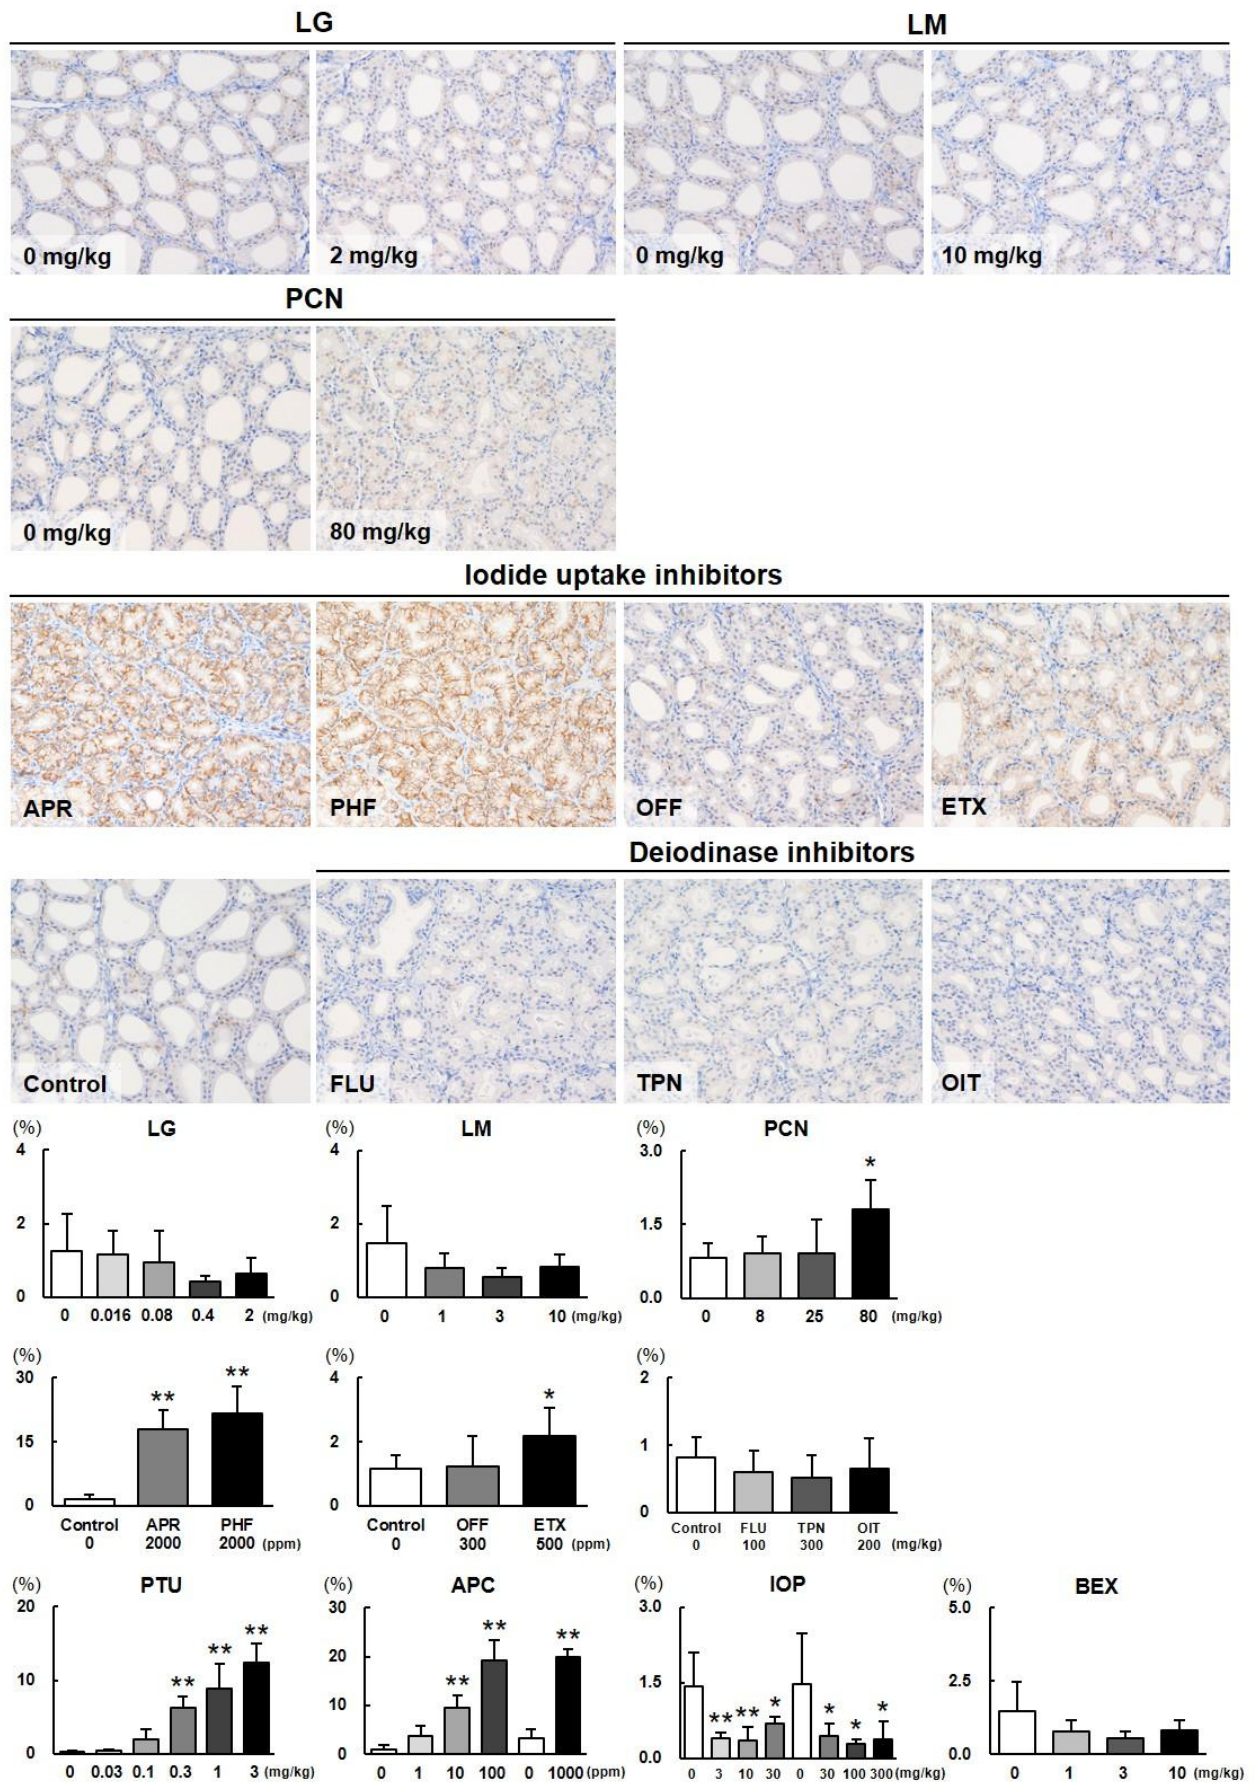 LG LM
0 mg/kg 2 mg/kg 0 mg/kg 10 mg/kg
PCN
0 mg/kg 80 mg/kg
Iodide uptake inhibitors
APR PHF OFF ETX
Deiodinase inhibitors
Control FLU TPN OIT
(%) LG (%) LM (%) PCN
4 4 3.0
*
2 2 1.5
0 0 0.0
0 0.016 0.08 0.4 2 (mg/kg) 0 1 3 10 (mg/kg) 0 8 25 80 (mg/kg)
(%) (%) (%)
30 ** ** 4 * 2
15 2 1
0 0 0
Control APR PHF Control OFF ETX Control FLU TPN OIT
0 2000 2000 (ppm) 0 300 500 (ppm) 0 100 300 200 (mg/kg)
(%) PTU (%) APC (%) IOP (%) BEX
20 30 3.0 5.0
** ** ** ** ** **
20
10 1.5 2.5
10 ** ** * * * *
0 0 0.0 0.0
0 0.03 0.1 0.3 1 3 (mg/kg) 0 1 10 100 0 1000 (ppm) 0 3 10 30 0 30 100 300 (mg/kg) 0 1 3 10 (mg/kg)